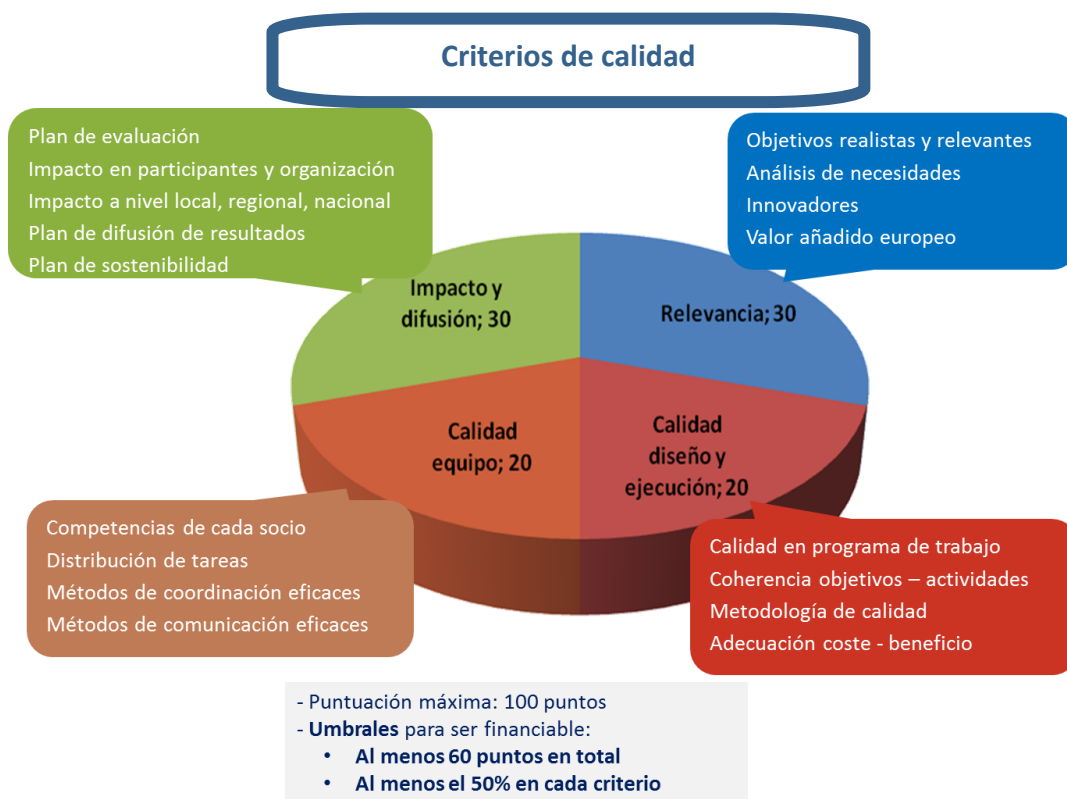 Criterios de calidad
Plan de evaluación
Impacto en participantes y organización
Impacto a nivel local, regional, nacional
Plan de difusión de resultados
Plan de sostenibilidad
Objetivos realistas y relevantes
Análisis de necesidades
Innovadores
Valor añadido europeo
Impacto y
difusión; 30
Relevancia; 30
Calidad
equipo; 20
Calidad
diseño y
ejecución; 20
Competencias de cada socio
Distribución de tareas
Métodos de coordinación eficaces
Métodos de comunicación eficaces
Calidad en programa de trabajo
Coherencia objetivos – actividades
Metodología de calidad
Adecuación coste - beneficio
- Puntuación máxima: 100 puntos
- Umbrales para ser financiable:
• Al menos 60 puntos en total
• Al menos el 50% en cada criterio